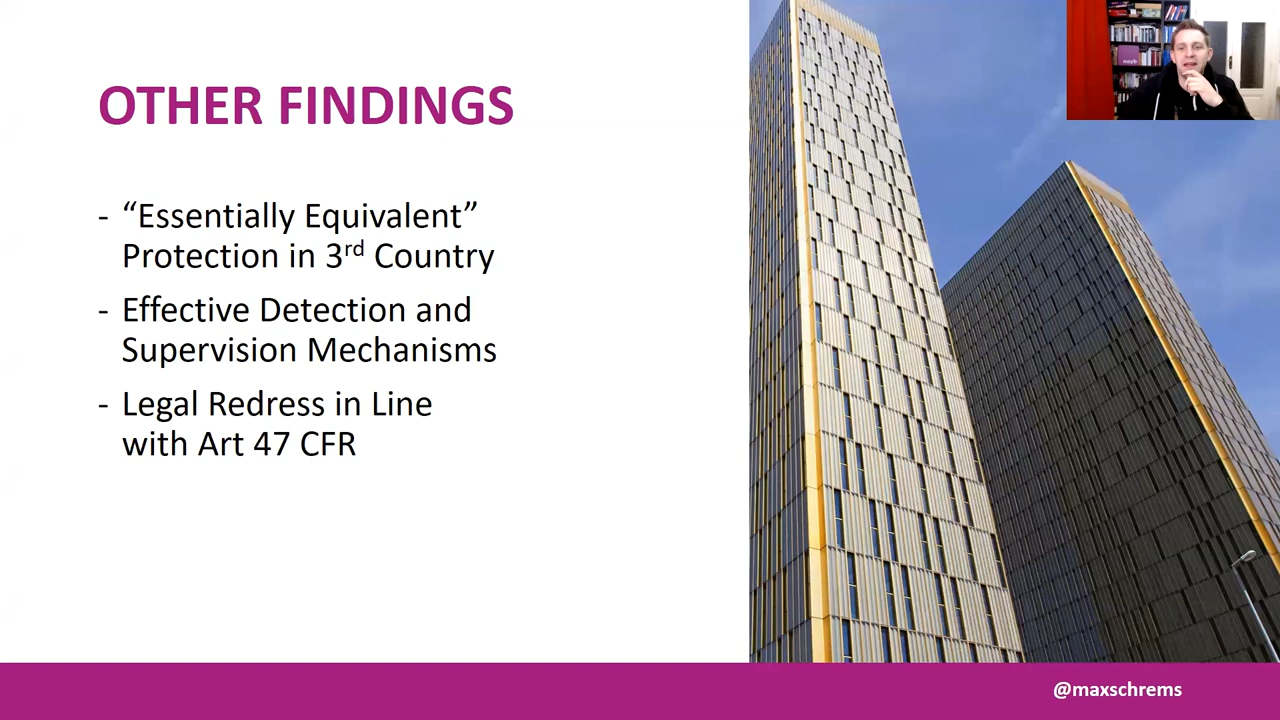 OTHER FINDINGS
- “Essentially Equivalent”
Protection in 3rd Country
- Effective Detection and
Supervision Mechanisms
- Legal Redress in Line
with Art 47 CFR
noyb
@maxschrems